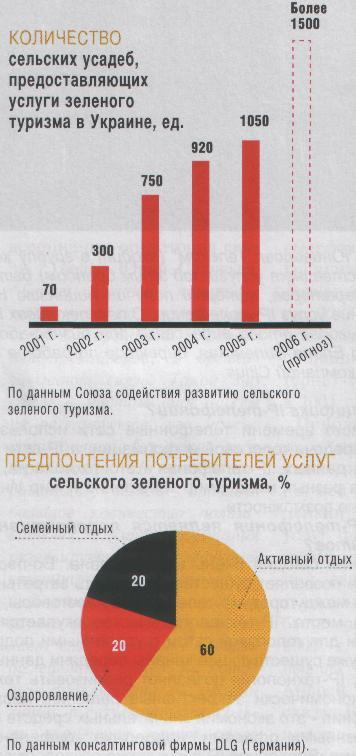 КОЛИЧЕСТВО
сельских усадеб,
предоставляющих
услуги зеленого
туризма в Украине, ед.
Более
1500
1050
920
750
300
70
2001 г.
2002 г.
2003 г.
2004 г.
2005 г.
2006 г.
(прогноз)
По данным Союза содействия развитию сельского
зеленого туризма.
ПРЕДПОЧТЕНИЯ ПОТРЕБИТЕЛЕЙ УСЛУГ
сельского зеленого туризма, %
Семейный отдых
Активный отдых
20
20
60
Оздоровление
По данным консалтинговой фирмы DLG (Германия).